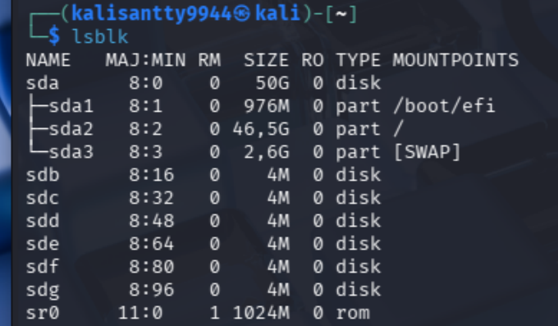 ┌──(kalisantty9944㉿kali)-[~]
└─$ lsblk
NAME   MAJ:MIN RM  SIZE RO TYPE MOUNTPOINTS
sda      8:0    0   50G  0 disk
├─sda1   8:1    0  976M  0 part /boot/efi
├─sda2   8:2    0 46,5G  0 part /
└─sda3   8:3    0  2,6G  0 part [SWAP]
sdb      8:16   0    4M  0 disk
sdc      8:32   0    4M  0 disk
sdd      8:48   0    4M  0 disk
sde      8:64   0    4M  0 disk
sdf      8:80   0    4M  0 disk
sdg      8:96   0    4M  0 disk
sr0     11:0    1 1024M  0 rom